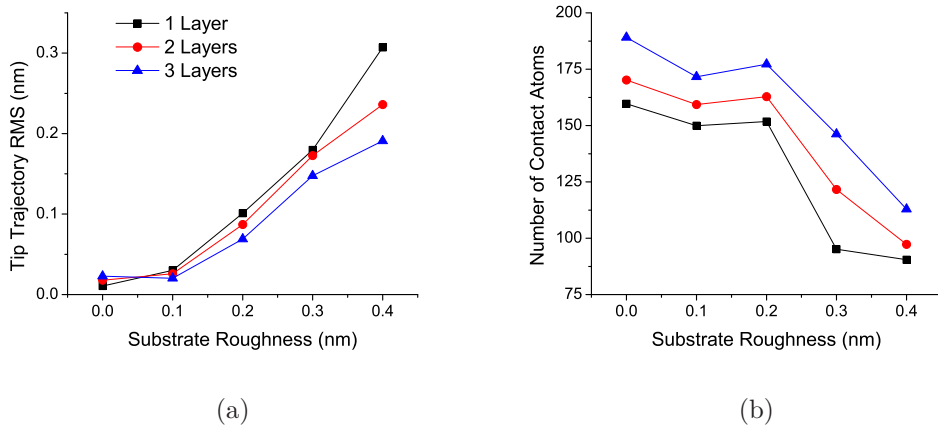 1 Layer
2 Layers
3 Layers
Tip Trajectory RMS (nm)
0.3
0.2
0.1
0.0
0.0 0.1 0.2 0.3 0.4
Substrate Roughness (nm)
(a)
Number of Contact Atoms
200
175
150
125
100
75
0.0 0.1 0.2 0.3 0.4
Substrate Roughness (nm)
(b)